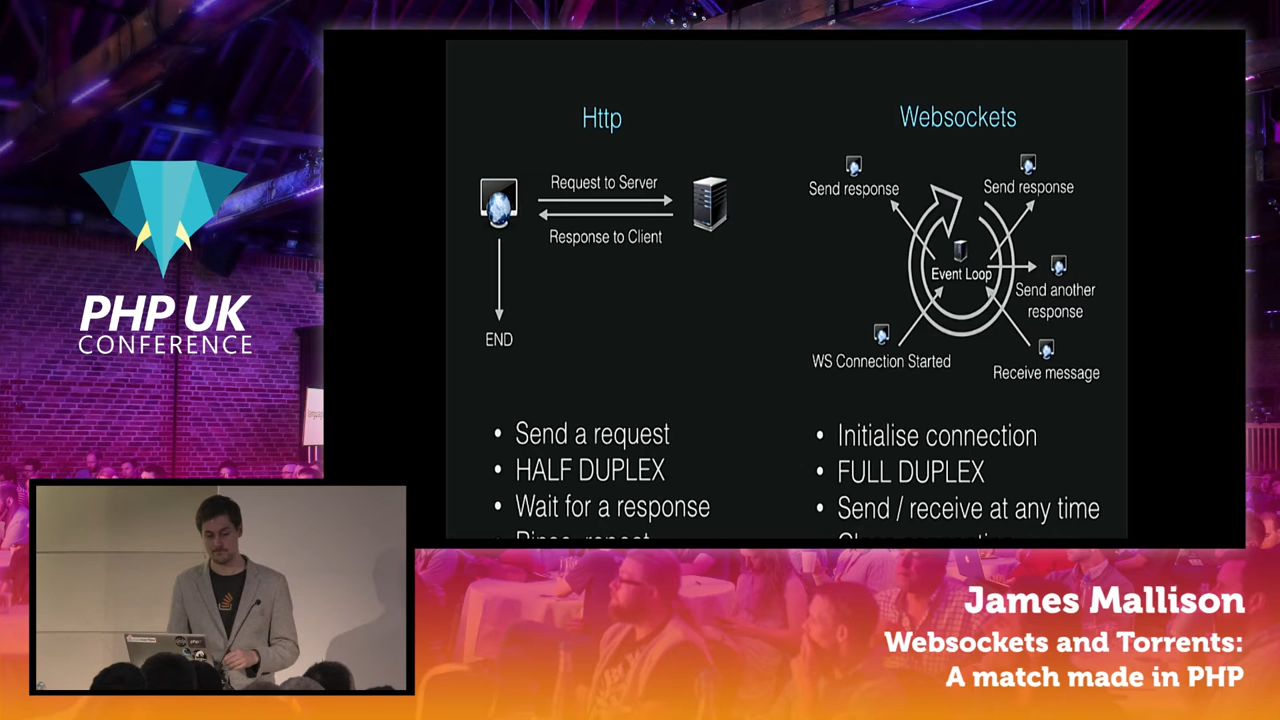 PHP UK
CONFERENCE
Http
Request to Server
Response to Client
END
Websockets
Send response
Send response
Event Loop
Send another
response
WS Connection Started
Receive message
• Send a request
• HALF DUPLEX
• Wait for a response
• Initialise connection
• FULL DUPLEX
• Send / receive at any time
James Mallison
Websockets and Torrents:
A match made in PHP